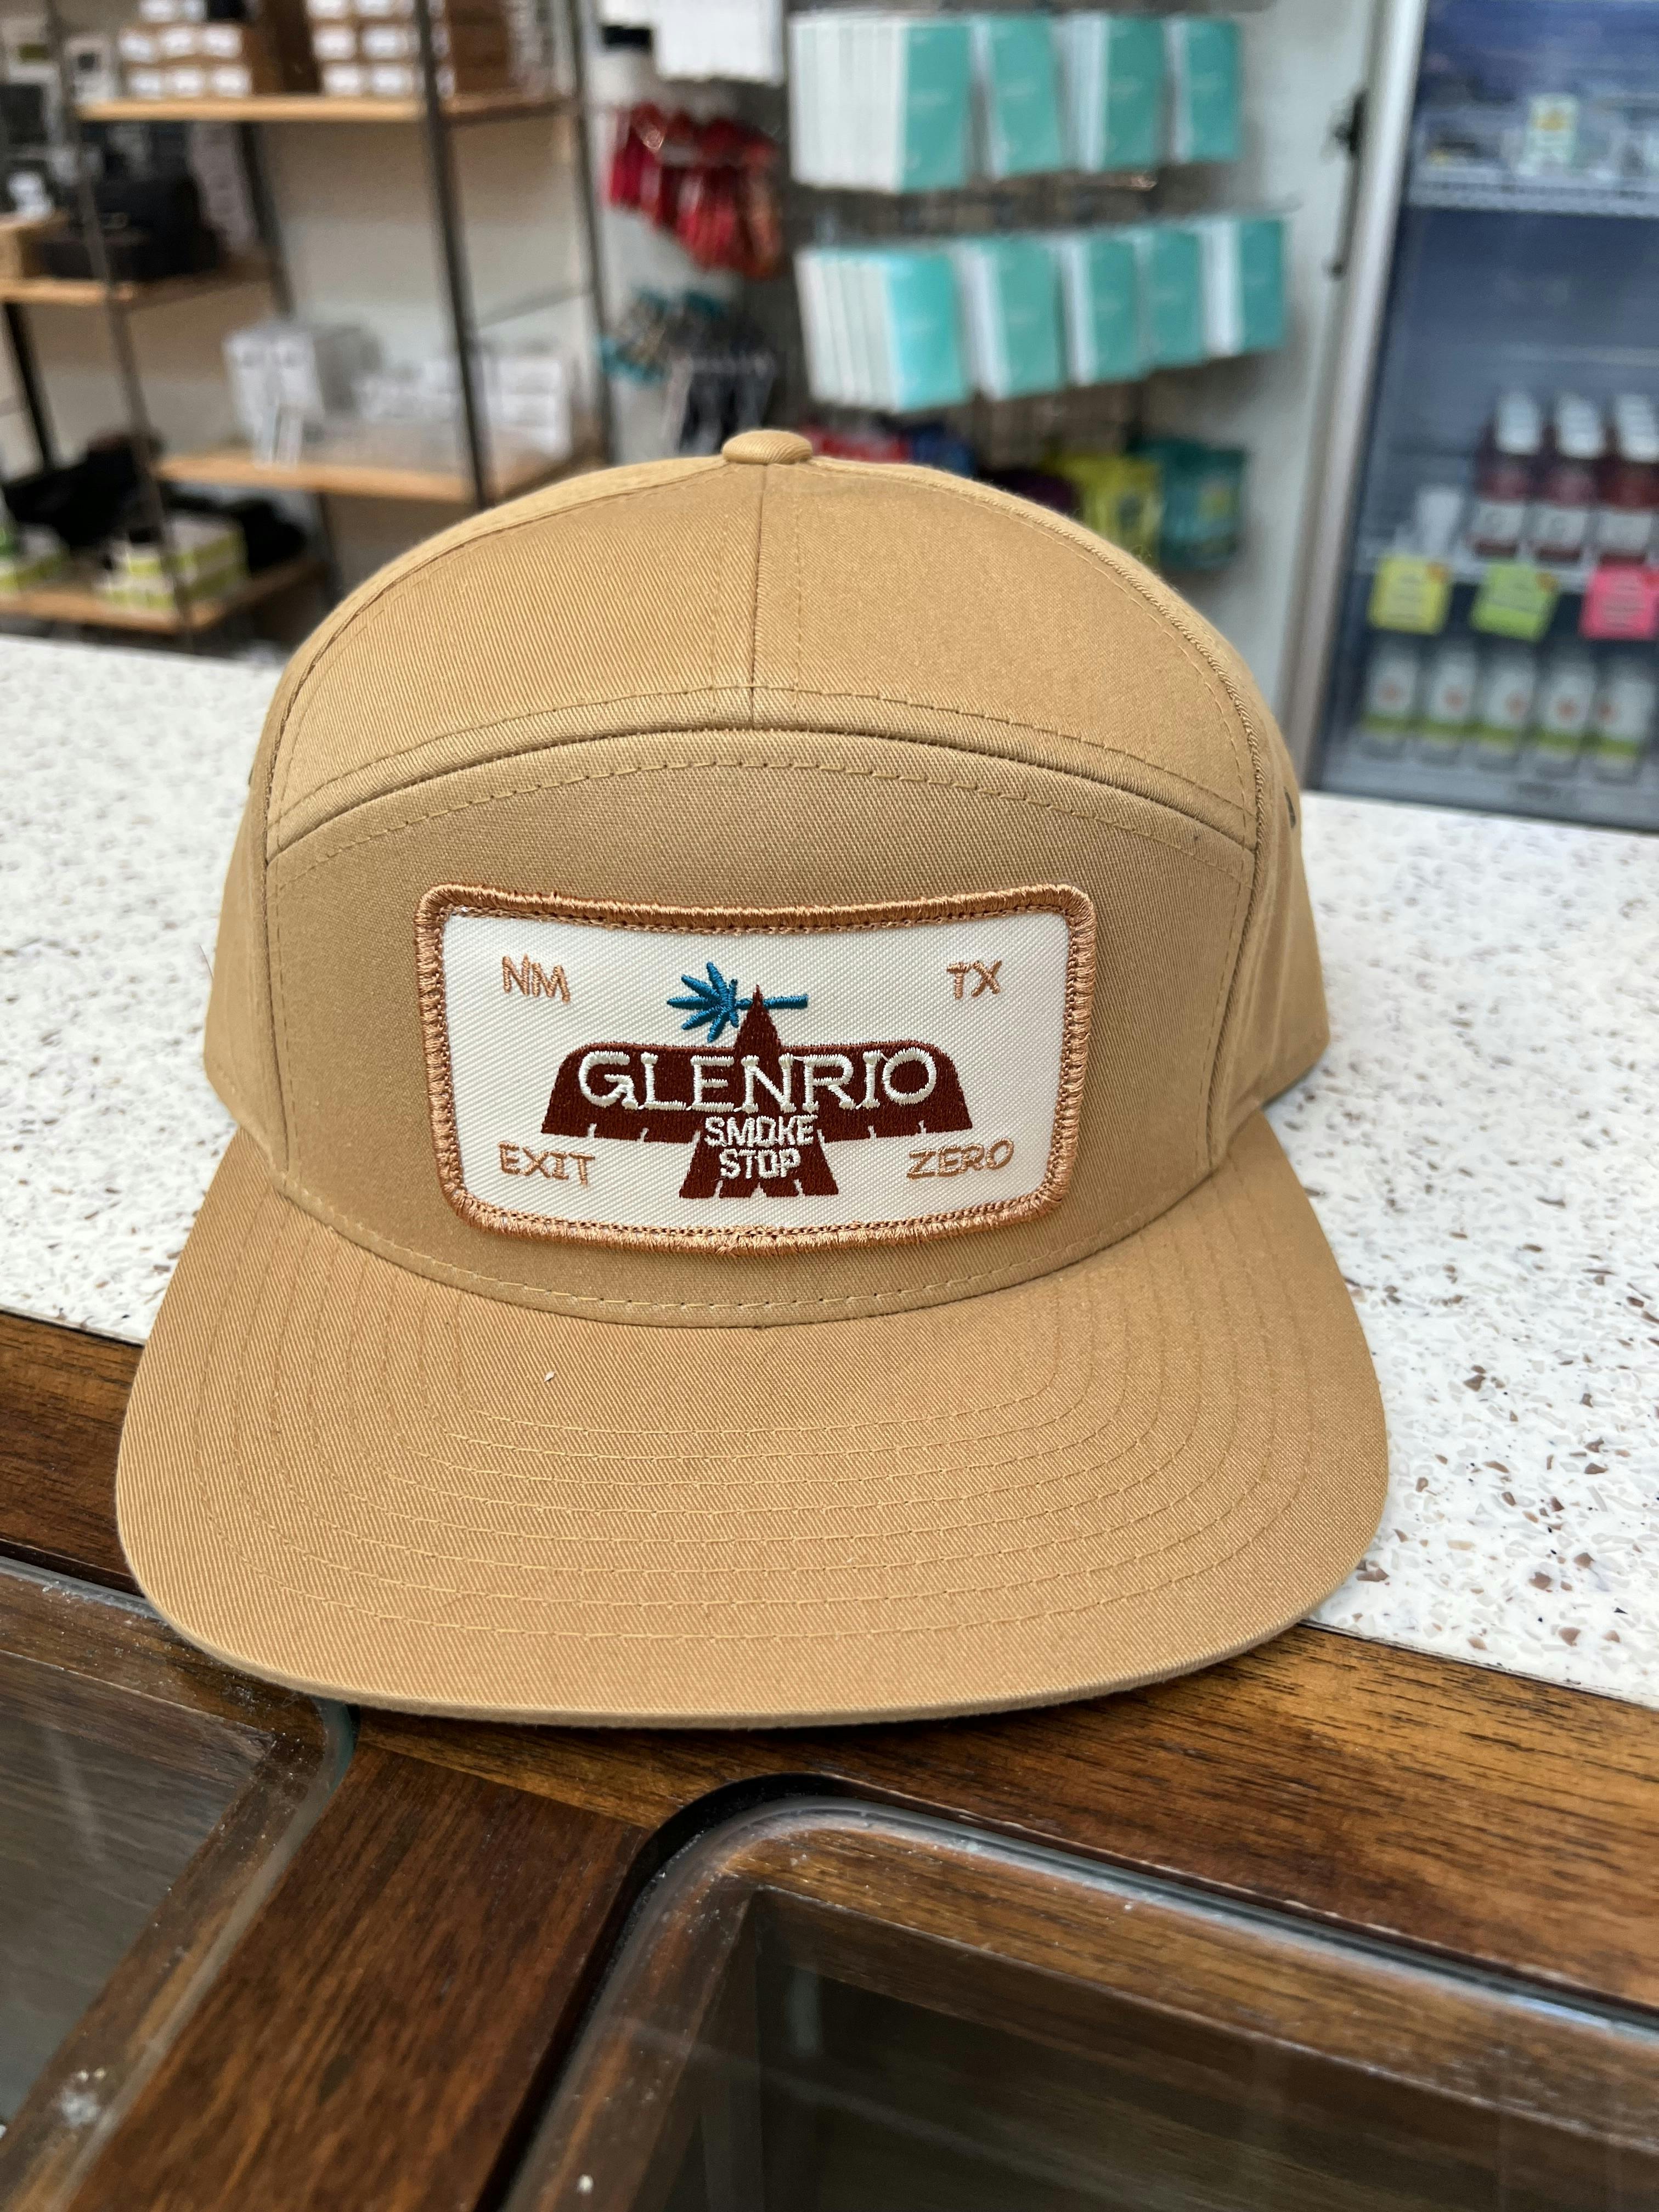 NM TX
GLENRIO
SMOKE
STOP
EXIT ZERO